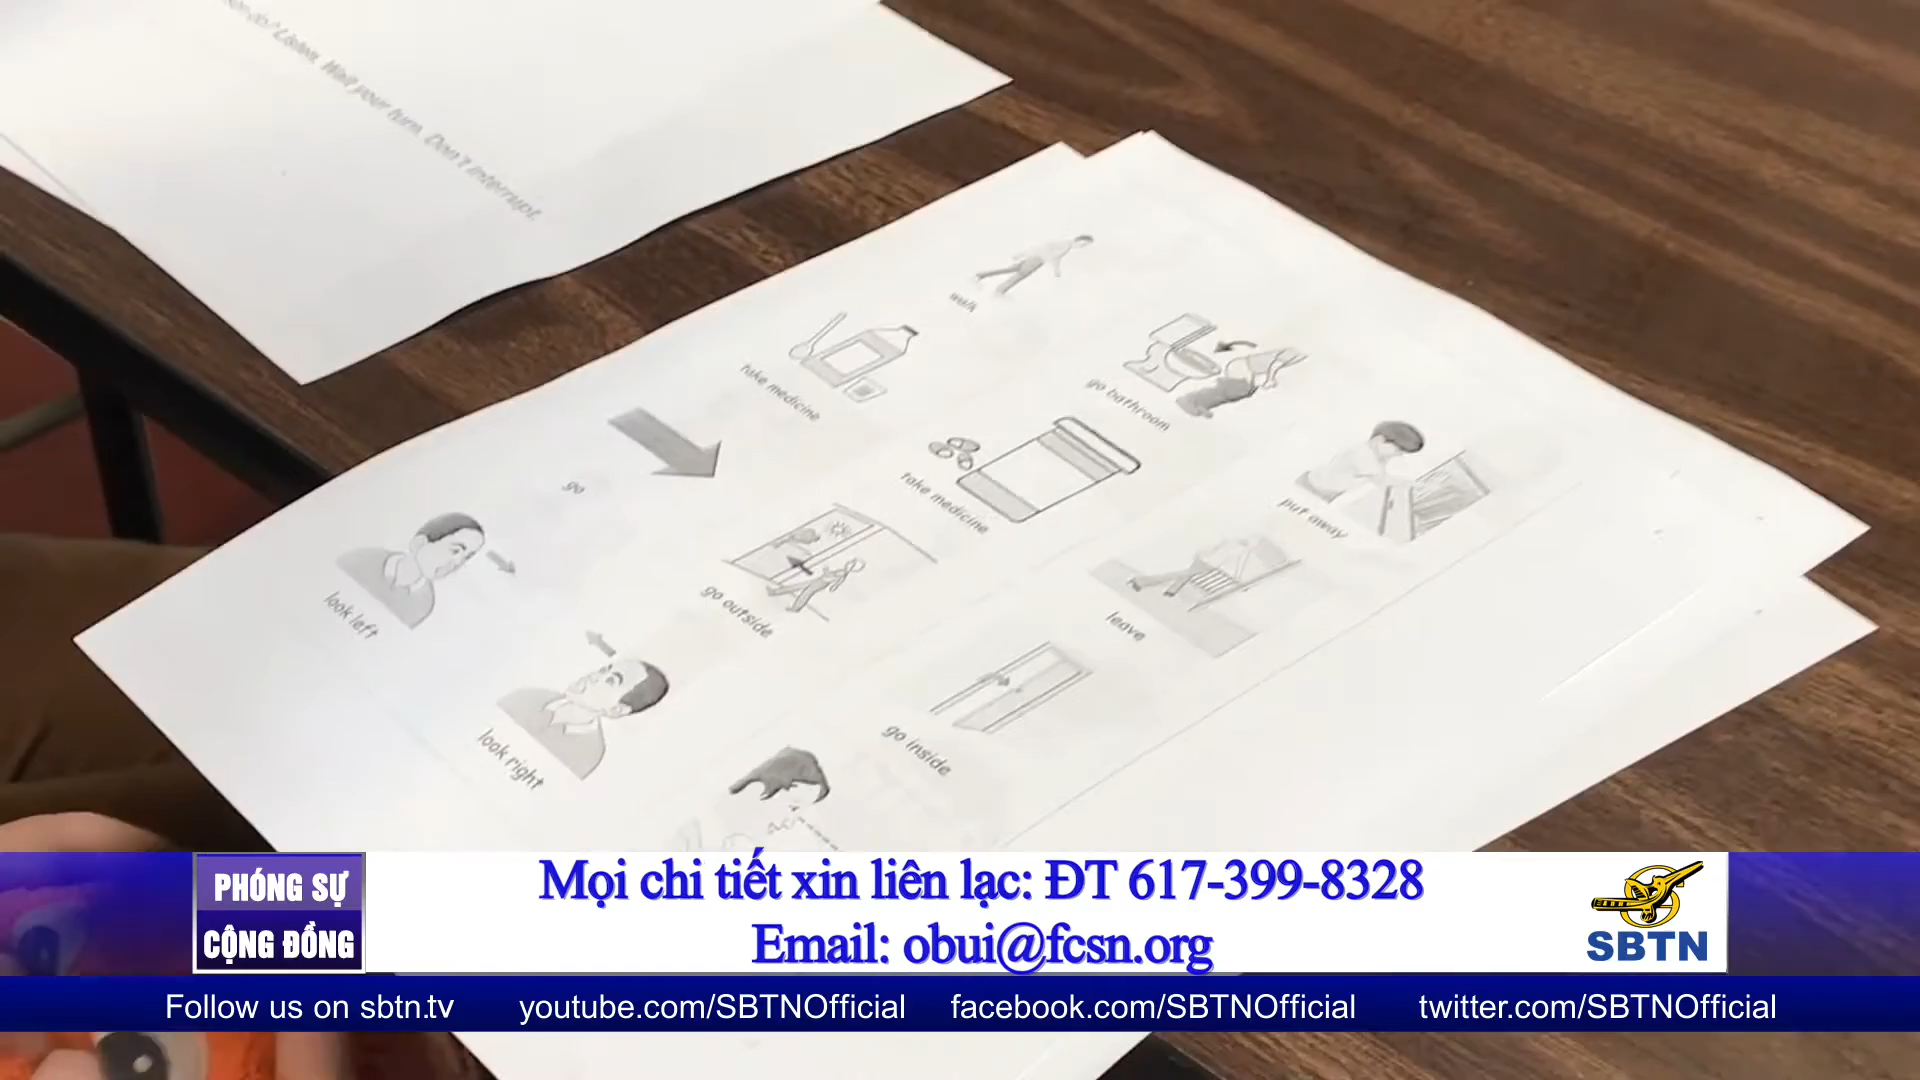 Listen. Wait your turn. Don't interrupt.
walk
take medicine
go bathroom
go
take medicine
put away
look left
go outside
leave
look right
go inside
PHÓNG SỰ
CỘNG ĐỒNG
Mọi chi tiết xin liên lạc: ĐT 617-399-8328
Email: obui@fcsn.org
SBTN
Follow us on sbtn.tv youtube.com/SBTNOfficial facebook.com/SBTNOfficial twitter.com/SBTNOfficial